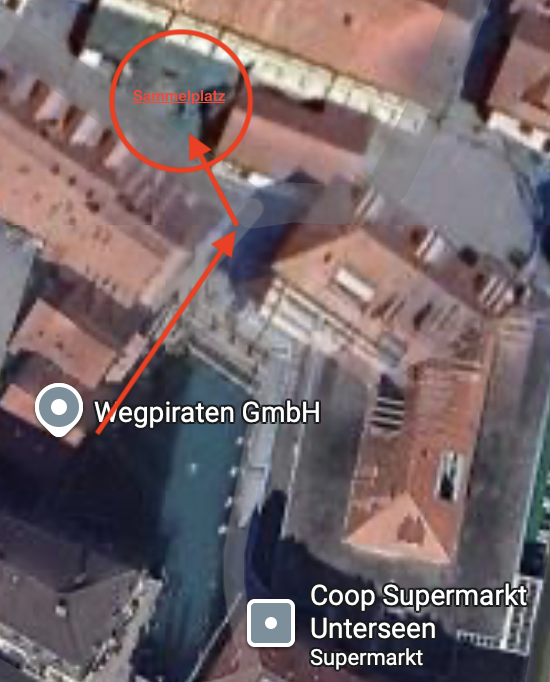 Sammelplatz
Wegpiraten GmbH
Coop Supermarkt
Unterseen
Supermarkt